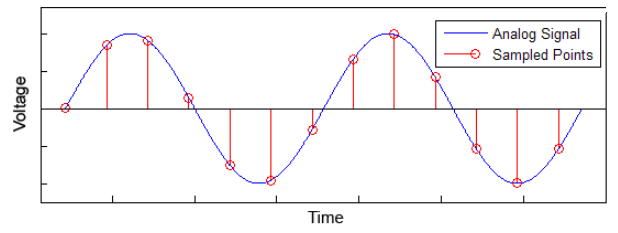 Analog Signal
Sampled Points
Voltage
Time